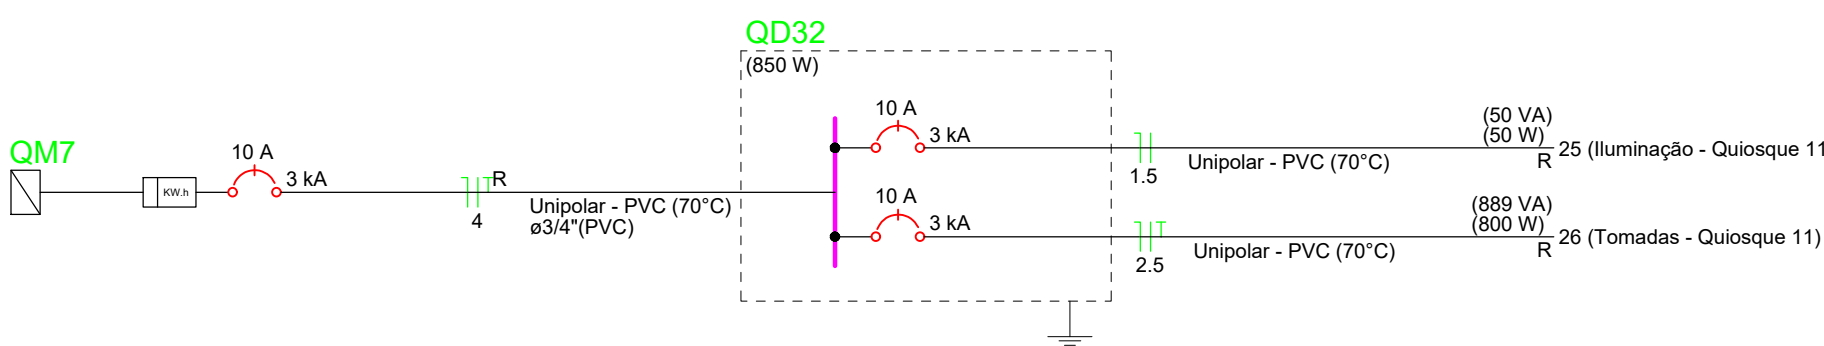 QD32
(850 W)
10 A
3 kA
(50 VA)
(50 W)
R
25 (Iluminação - Quiosque 11
1.5
Unipolar - PVC (70°C)
QM7
KW.h
10 A
3 kA
R
4
Unipolar - PVC (70°C)
ø3/4"(PVC)
10 A
3 kA
(889 VA)
(800 W)
R
26 (Tomadas - Quiosque 11)
2.5
Unipolar - PVC (70°C)